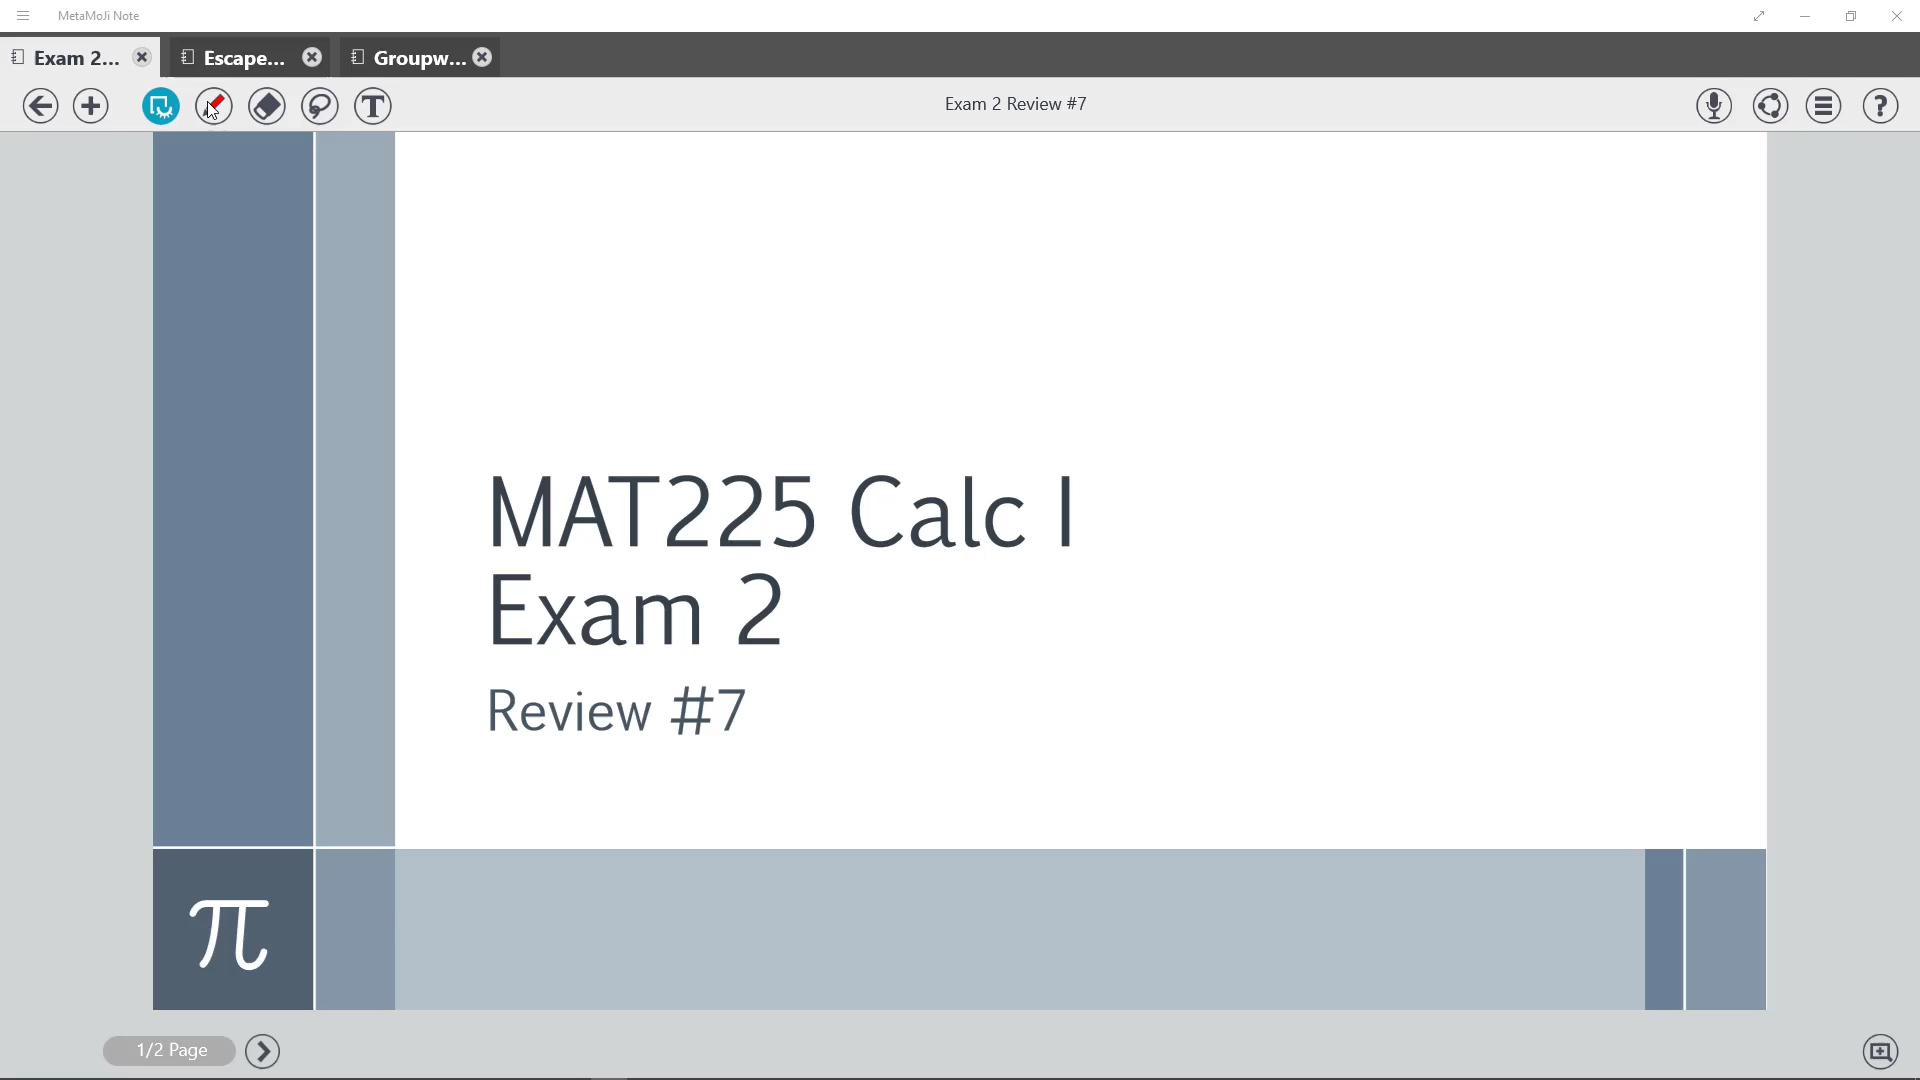 MetaMoJi Note
Exam 2...
Escape...
Groupw...
T
Exam 2 Review #7
?
MAT225 Calc I
Exam 2
Review #7
π
1/2 Page